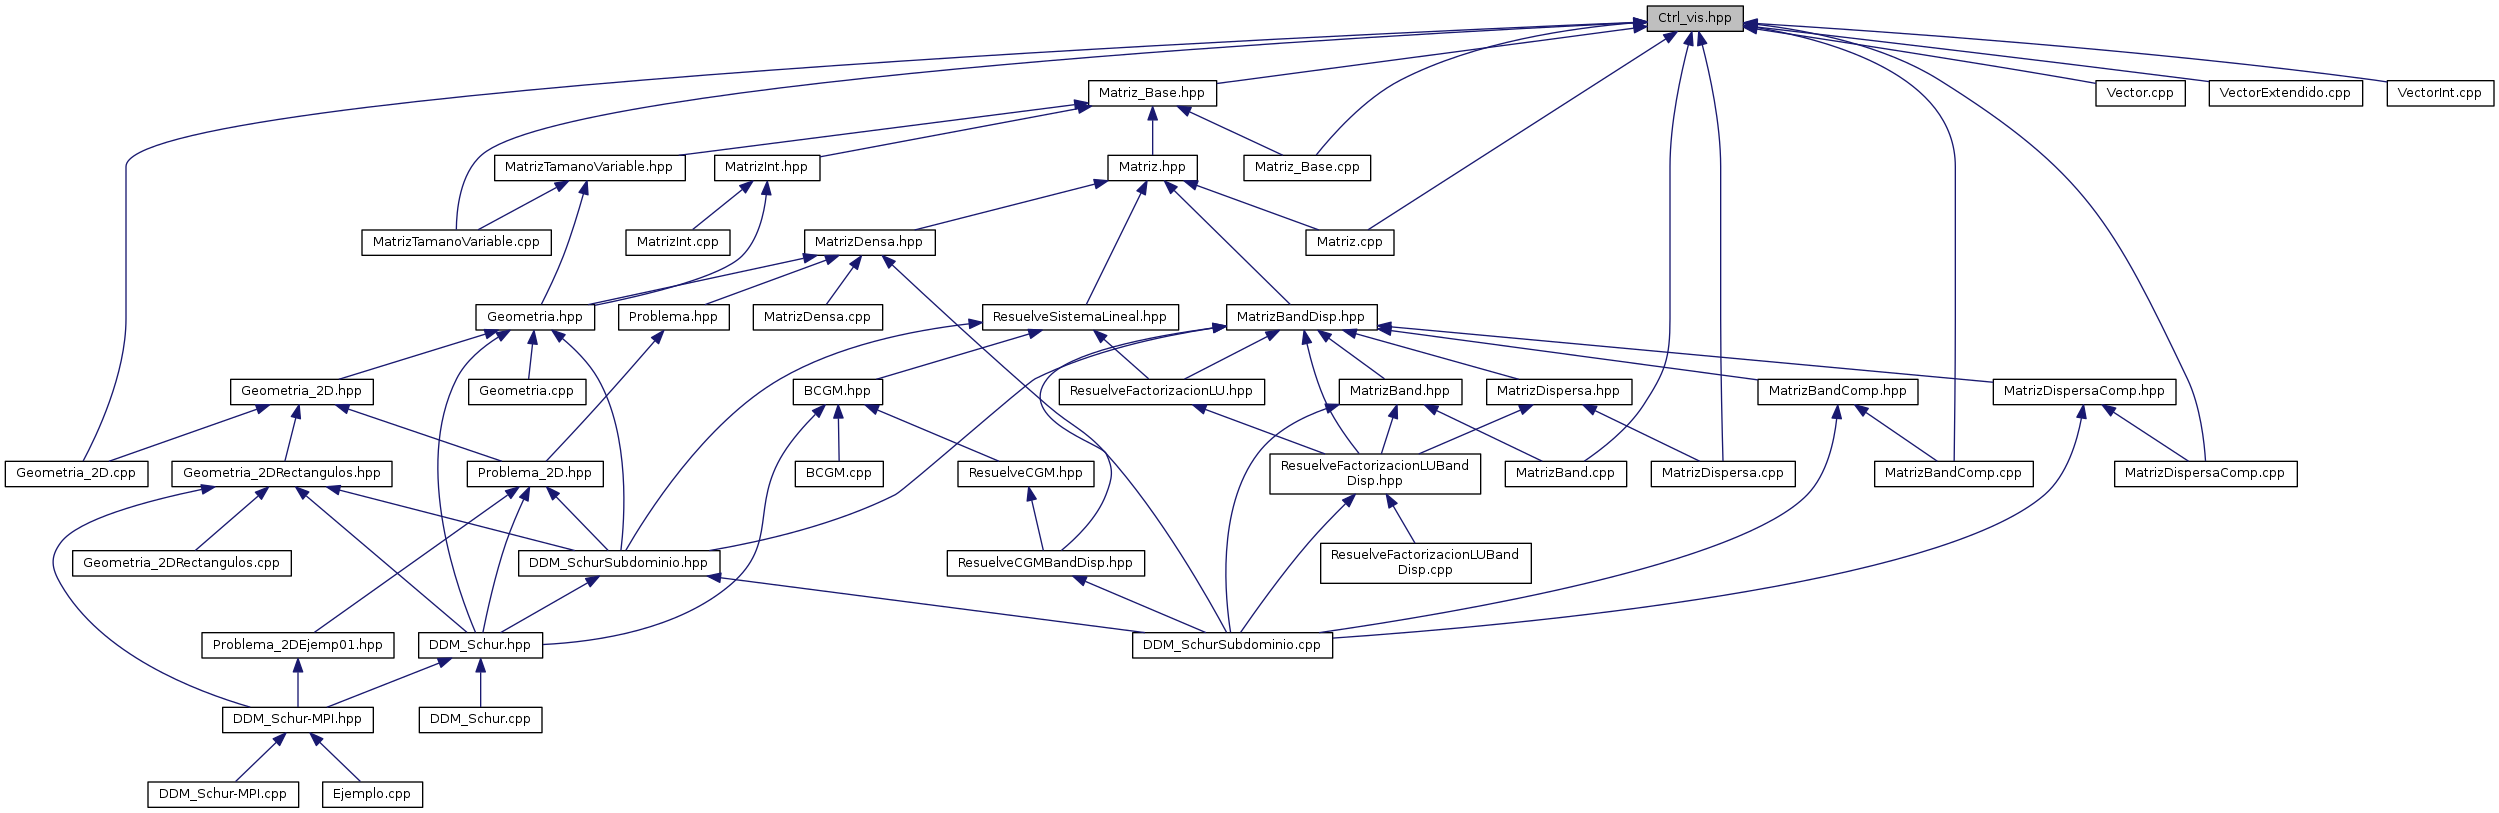 Ctrl_vis.hpp
Matriz_Base.hpp
Vector.cpp
VectorExtendido.cpp
VectorInt.cpp
MatrizTamanoVariable.hpp
MatrizInt.hpp
Matriz.hpp
Matriz_Base.cpp
MatrizTamanoVariable.cpp
MatrizInt.cpp
MatrizDensa.hpp
Matriz.cpp
Geometria.hpp
Problema.hpp
MatrizDensa.cpp
ResuelveSistemaLineal.hpp
MatrizBandDisp.hpp
Geometria_2D.hpp
Geometria.cpp
BCGM.hpp
ResuelveFactorizacionLU.hpp
MatrizBand.hpp
MatrizDispersa.hpp
MatrizBandComp.hpp
MatrizDispersaComp.hpp
Geometria_2D.cpp
Geometria_2DRectangulos.hpp
Problema_2D.hpp
BCGM.cpp
ResuelveCGM.hpp
ResuelveFactorizacionLUBand
Disp.hpp
MatrizBand.cpp
MatrizDispersa.cpp
MatrizBandComp.cpp
MatrizDispersaComp.cpp
Geometria_2DRectangulos.cpp
DDM_SchurSubdominio.hpp
ResuelveCGMBandDisp.hpp
ResuelveFactorizacionLUBand
Disp.cpp
Problema_2DEjemp01.hpp
DDM_Schur.hpp
DDM_SchurSubdominio.cpp
DDM_Schur-MPI.hpp
DDM_Schur.cpp
DDM_Schur-MPI.cpp
Ejemplo.cpp